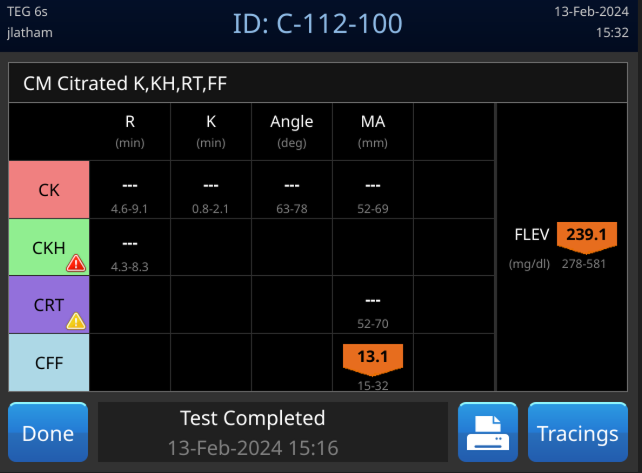 TEG 6s
jlatham
ID: C-112-100
13-Feb-2024
15:32
CM Citrated K,KH,RT,FF
R K Angle MA
(min) (min) (deg) (mm)
CK --- --- --- ---
4.6-9.1 0.8-2.1 63-78 52-69
CKH ---
4.3-8.3
CRT ---
52-70
CFF 13.1
15-32
FLEV 239.1
(mg/dl) 278-581
Done
Test Completed
13-Feb-2024 15:16
Tracings